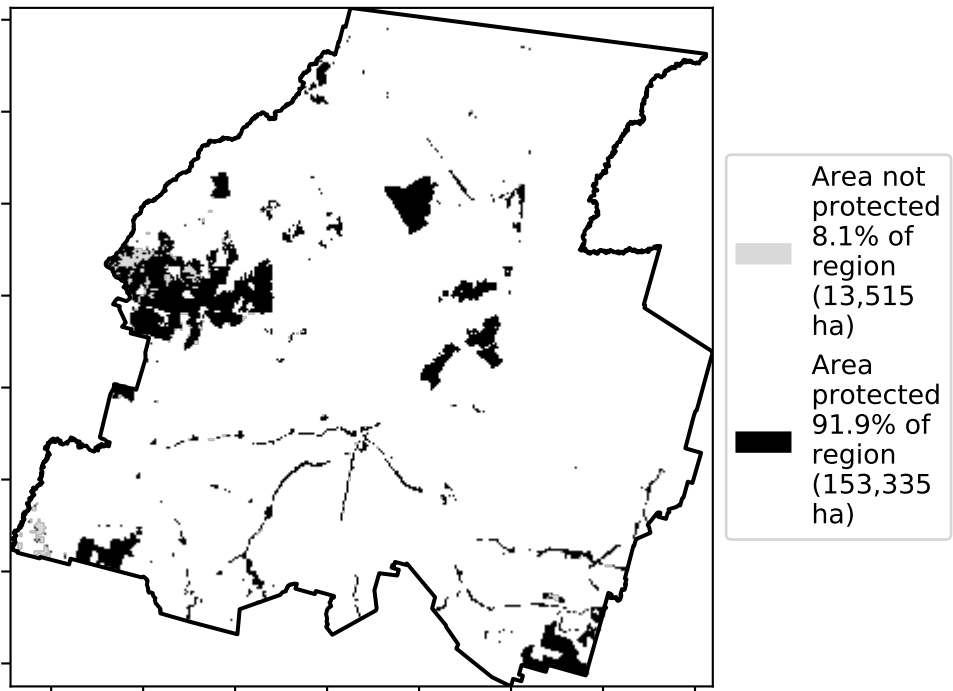 Area not
protected
8.1% of
region
(13,515
ha)
Area
protected
91.9% of
region
(153,335
ha)